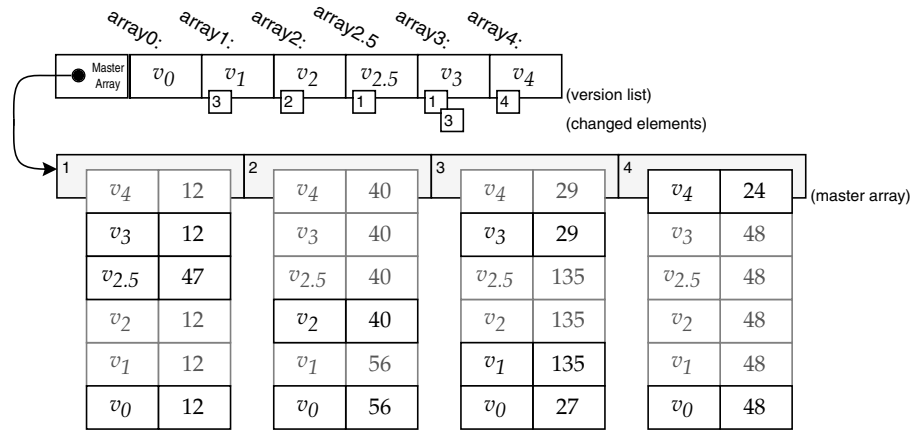 array0: array1: array2: array2.5 array3: array4:
Master Array v0 v1 v2 v2.5 v3 v4
3 2 1 1 4 (version list)
3 (changed elements)
1 2 3 4
v4 12 v4 40 v4 29 v4 24 (master array)
v3 12 v3 40 v3 29 v3 48
v2.5 47 v2.5 40 v2.5 135 v2.5 48
v2 12 v2 40 v2 135 v2 48
v1 12 v1 56 v1 135 v1 48
v0 12 v0 56 v0 27 v0 48